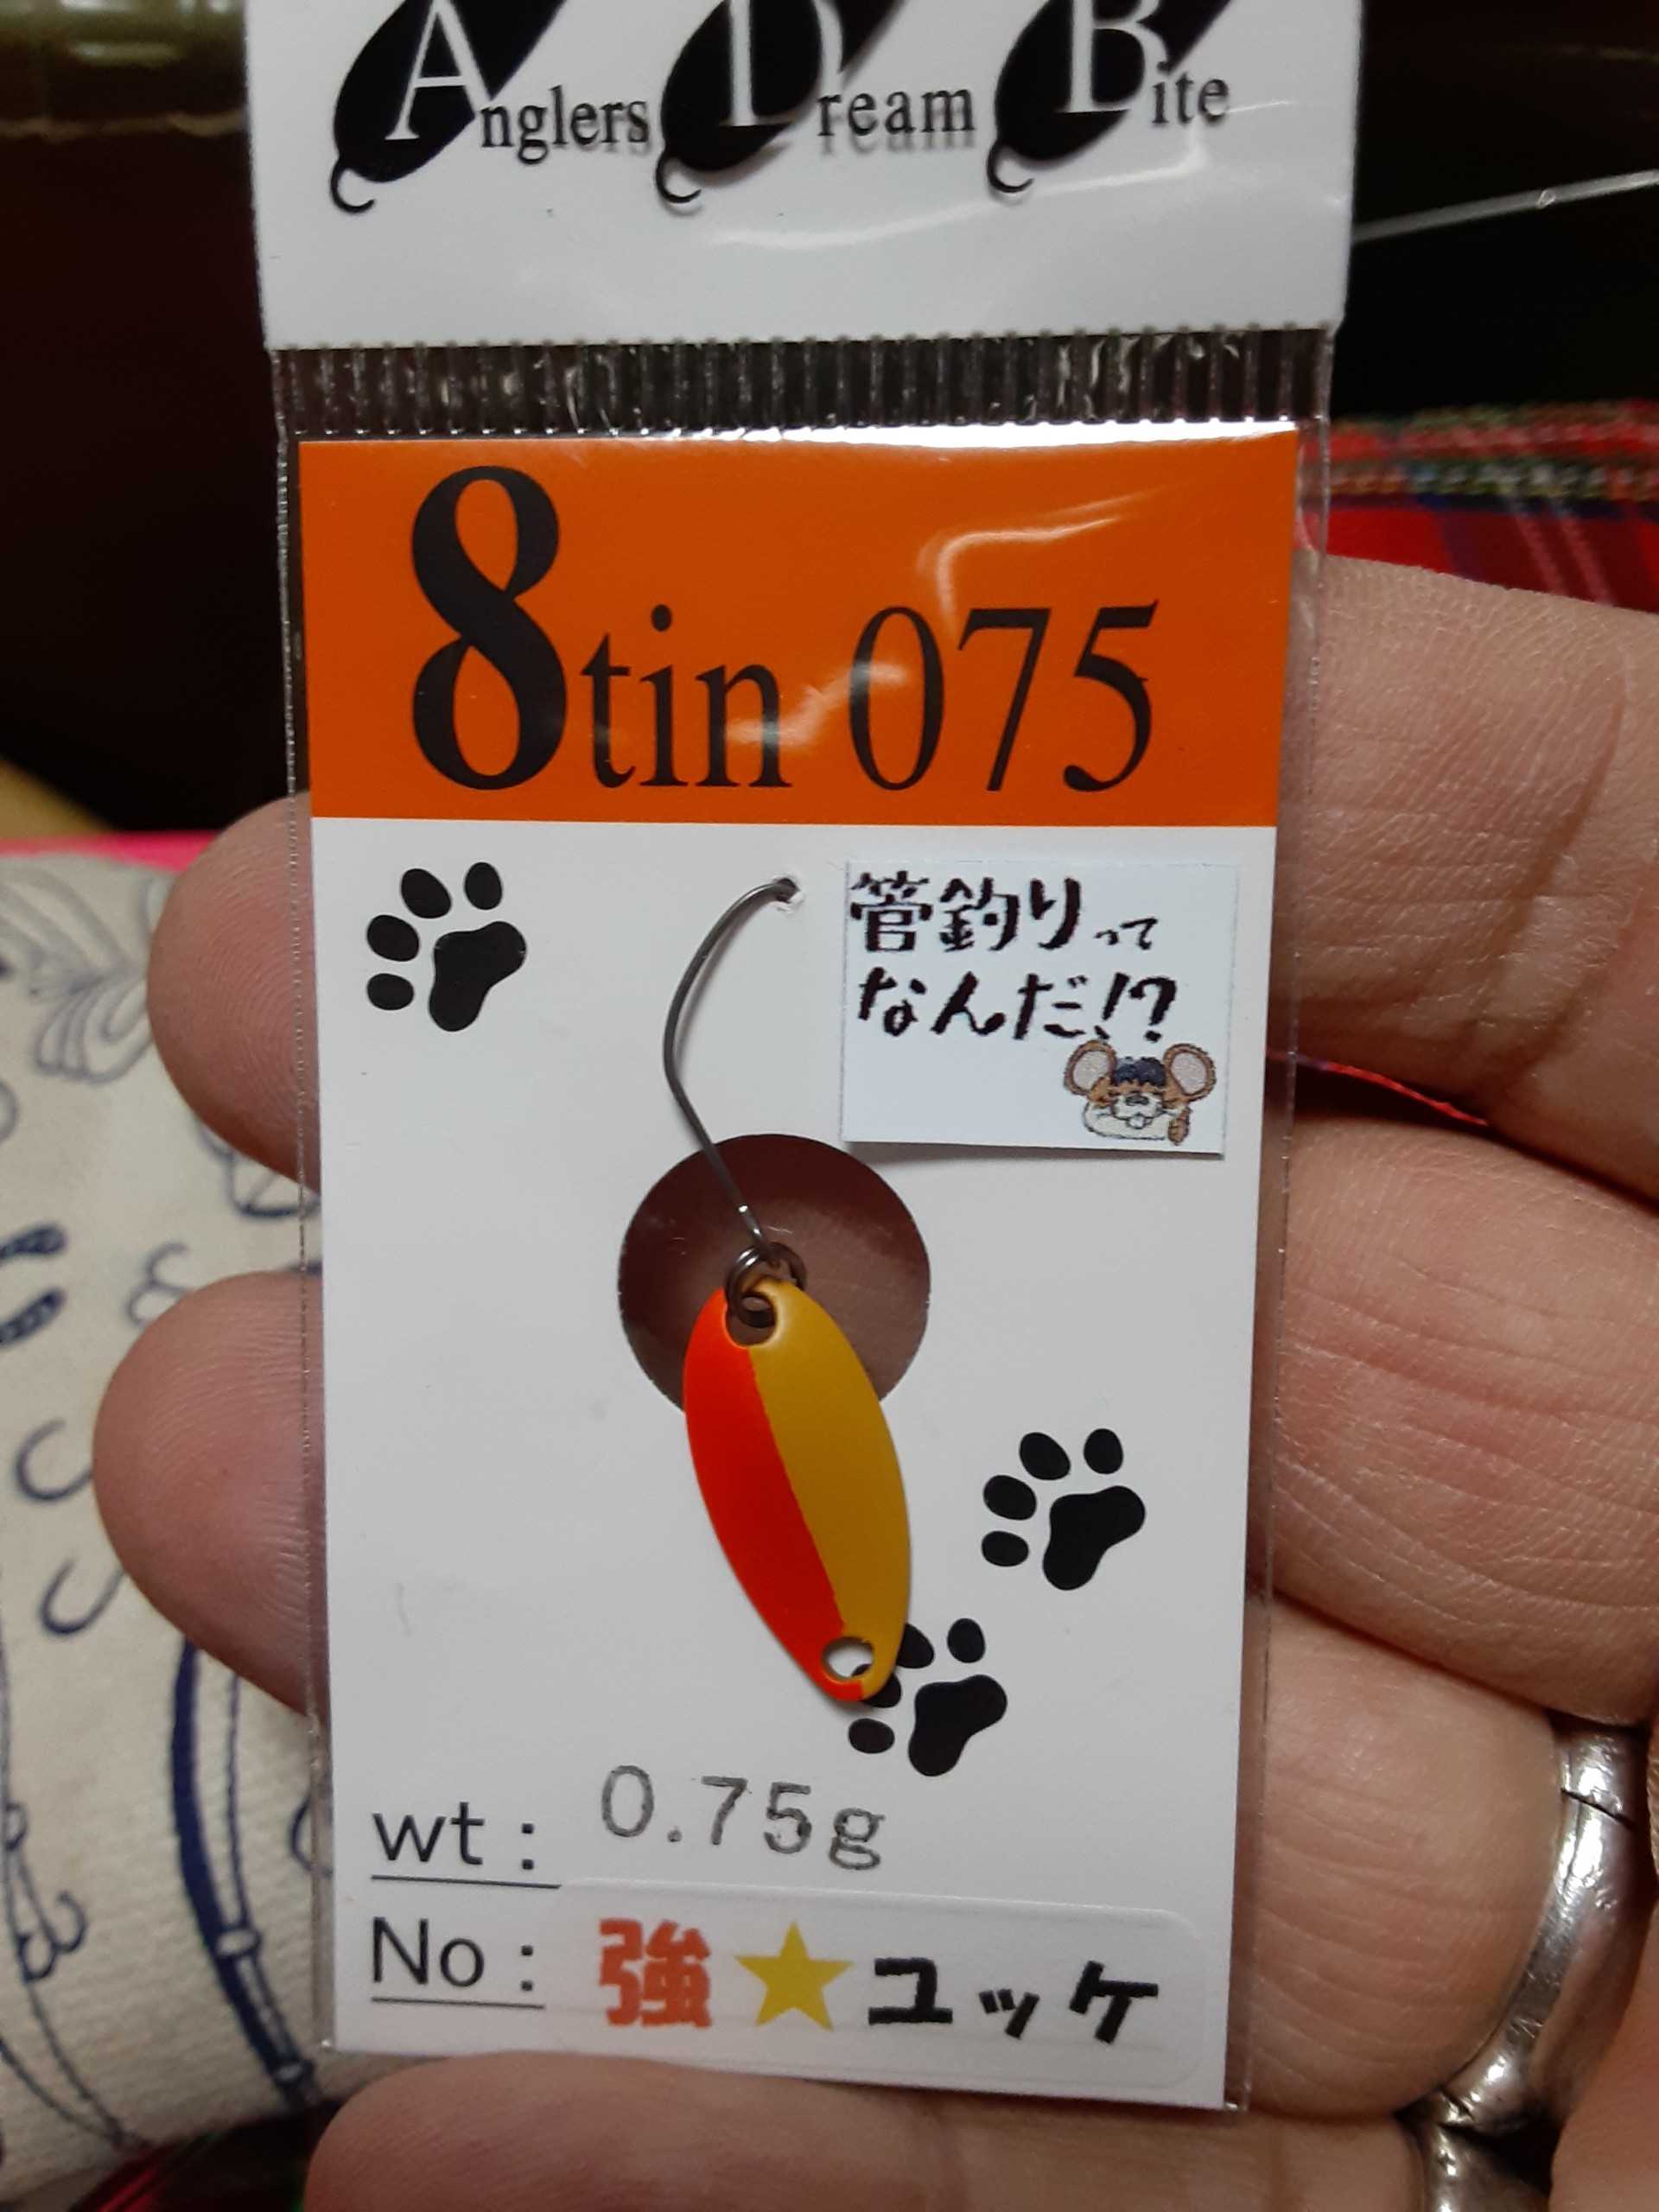 Anglers Dream Bite
8tin 075
管釣りって
なんだ!?
wt : 0.75g
No : 強★ユッケ